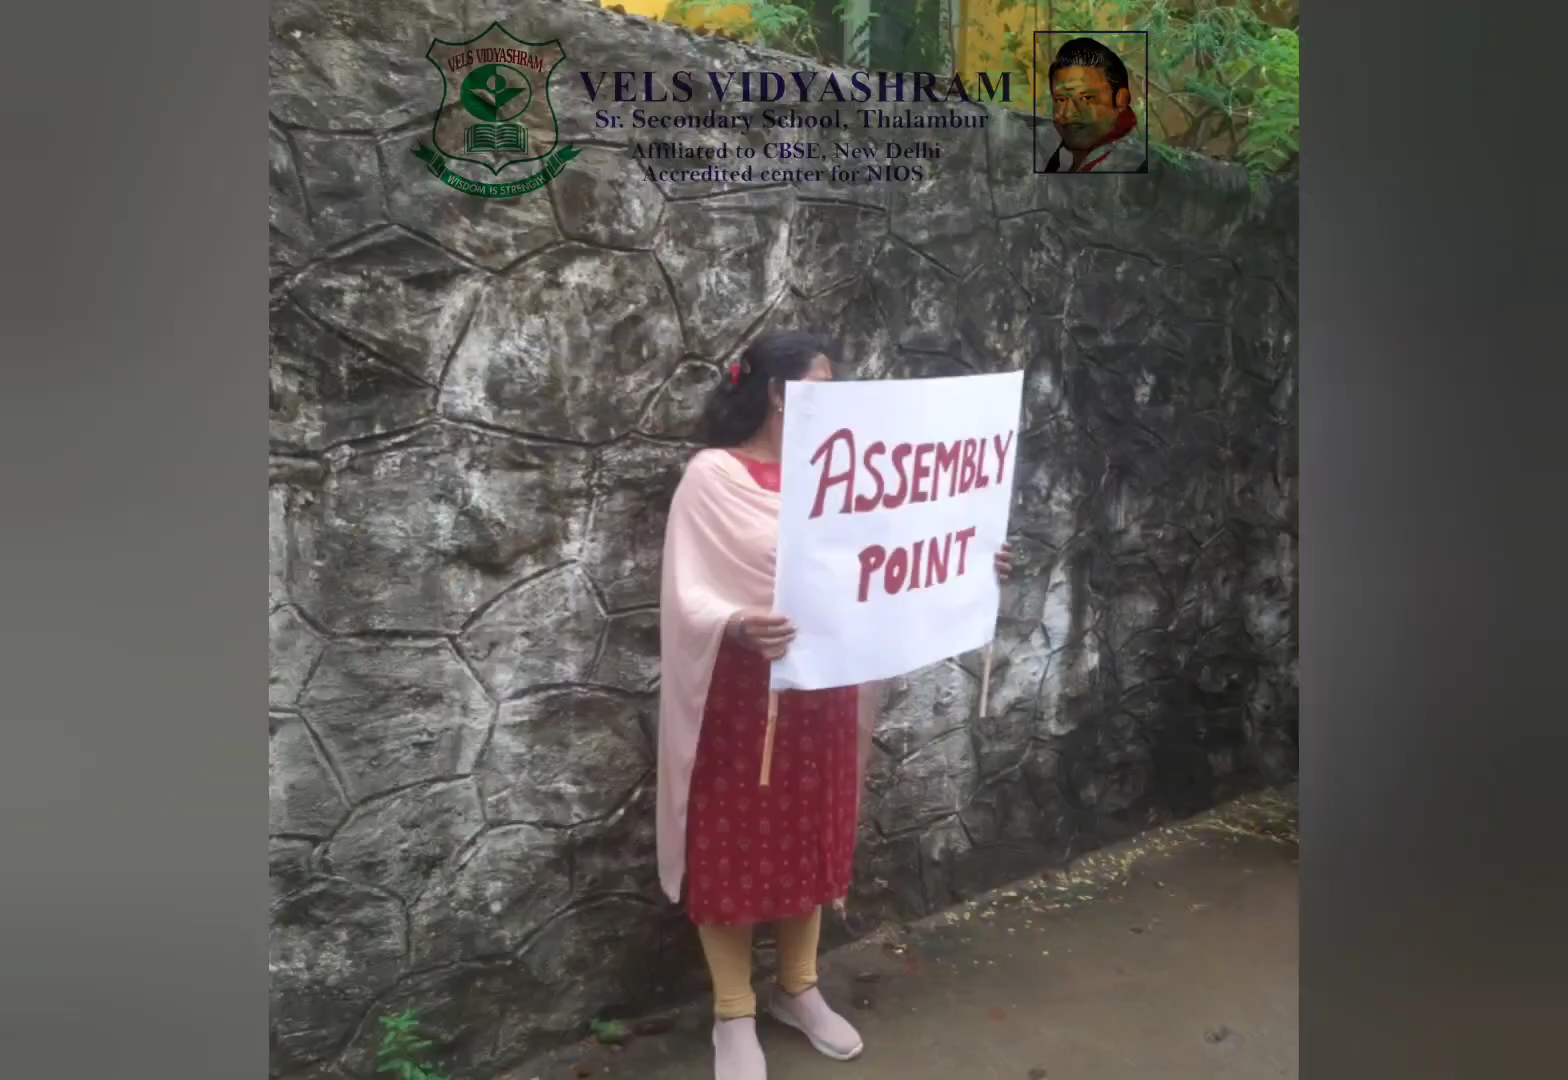 VELS VIDYASHRAM
VELS VIDYASHRAM
Sr. Secondary School, Thalambur
Affiliated to CBSE, New Delhi
Accredited center for NIOS
WISDOM IS STRENGTH
ASSEMBLY
POINT